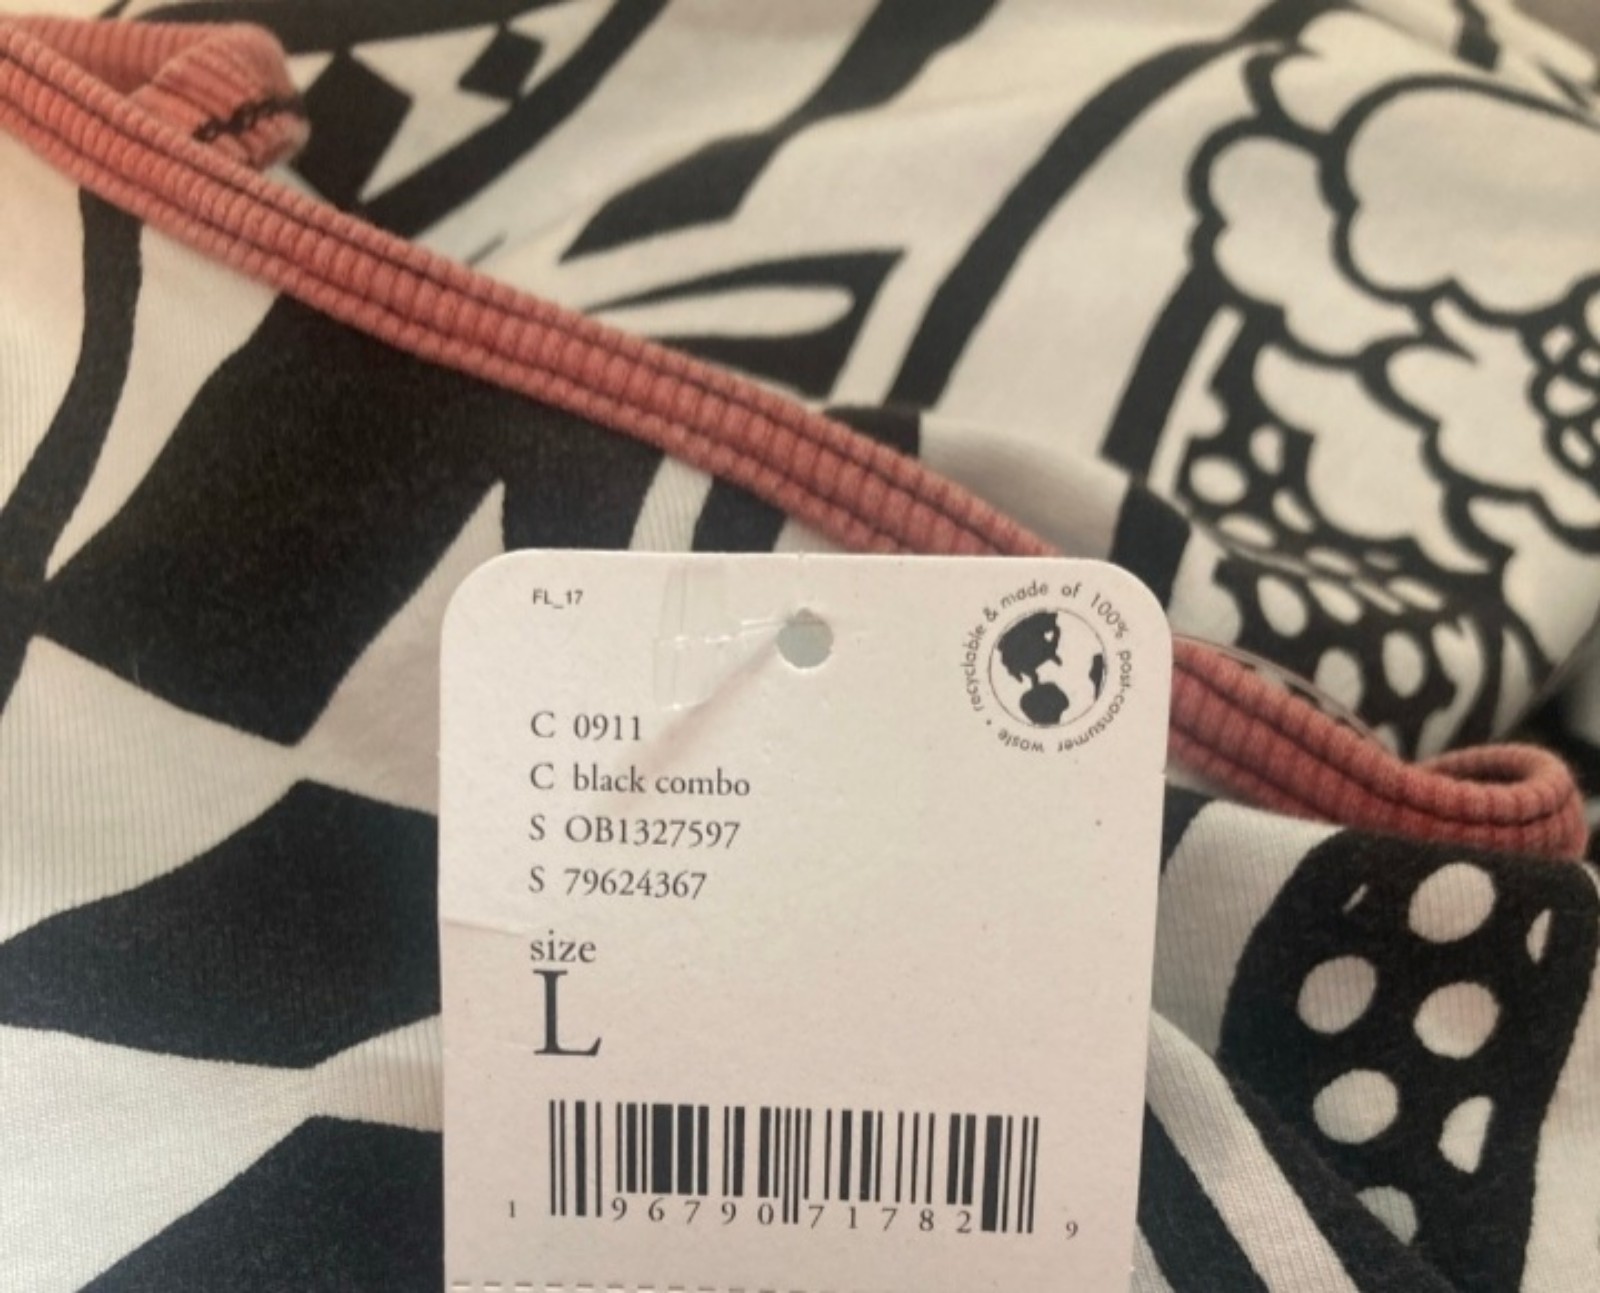 FL_17
• recyclable & made of 100% post-consumer waste
C 0911
C black combo
S OB1327597
S 79624367
size
L
1 96790 71782 9